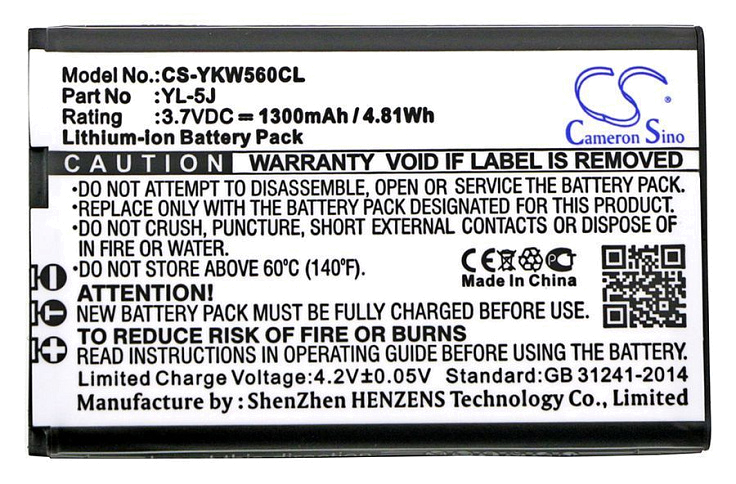 Model No.:CS-YKW560CL
Part No :YL-5J
Rating :3.7VDC = 1300mAh / 4.81Wh
Lithium-Ion Battery Pack
CS
Cameron Sino
CAUTION WARRANTY VOID IF LABEL IS REMOVED
•DO NOT ATTEMPT TO DISASSEMBLE, OPEN OR SERVICE THE BATTERY PACK.
•REPLACE ONLY WITH THE BATTERY PACK DESIGNATED FOR THIS PRODUCT.
•DO NOT CRUSH, PUNCTURE, SHORT EXTERNAL CONTACTS OR DISPOSE OF
IN FIRE OR WATER.
•DO NOT STORE ABOVE 60°C (140°F).
CE
Made In China
ATTENTION!
NEW BATTERY PACK MUST BE FULLY CHARGED BEFORE FIRST USE.
TO REDUCE RISK OF FIRE OR BURNS
READ INSTRUCTIONS IN OPERATING GUIDE BEFORE USING THE BATTERY.
Limited Charge Voltage:4.2V±0.05V Standard:GB 31241-2014
Manufacture by : ShenZhen HENZENS Electronic Co., Limited